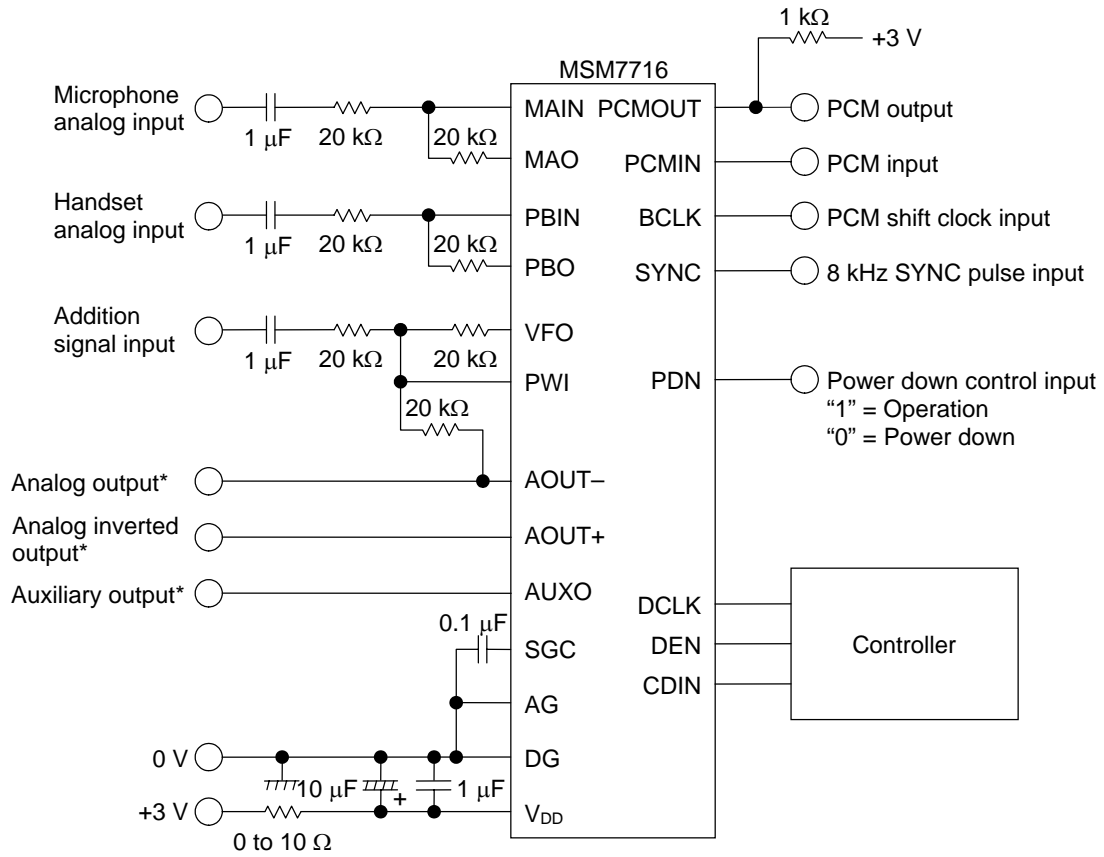 1 kΩ
+3 V
MSM7716
Microphone
analog input
1 μF
20 kΩ
20 kΩ
MAIN
MAO
PCMOUT
PCM output
PCMIN
PCM input
Handset
analog input
1 μF
20 kΩ
20 kΩ
PBIN
PBO
BCLK
PCM shift clock input
SYNC
8 kHz SYNC pulse input
Addition
signal input
1 μF
20 kΩ
20 kΩ
VFO
PWI
20 kΩ
PDN
Power down control input
“1” = Operation
“0” = Power down
Analog output*
AOUT–
Analog inverted
output*
AOUT+
Auxiliary output*
AUXO
DCLK
DEN
CDIN
Controller
0.1 μF
SGC
AG
0 V
DG
10 μF
+
1 μF
+3 V
0 to 10 Ω
VDD